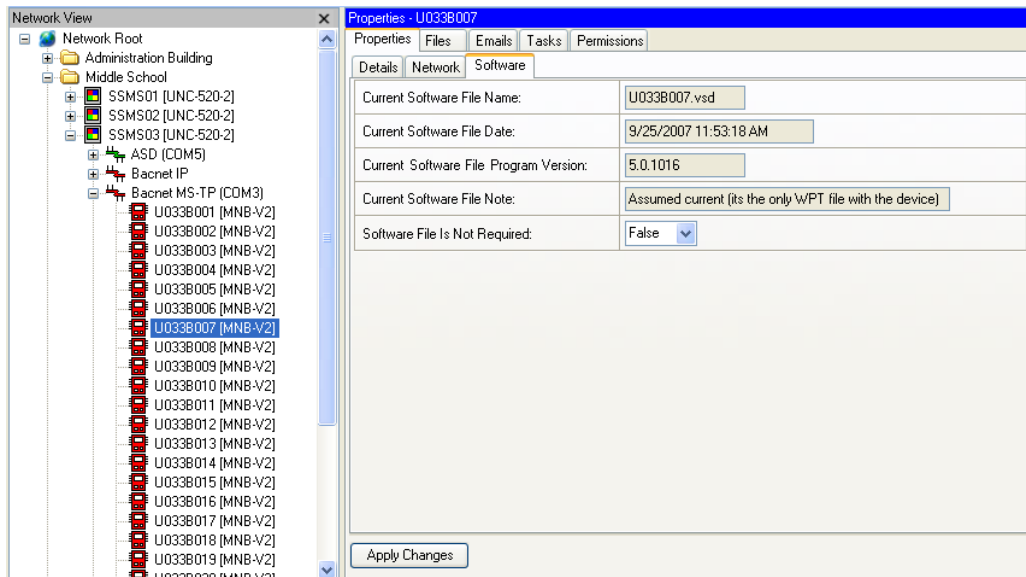 Network View
Network Root
Administration Building
Middle School
SSMS01 [UNC-520-2]
SSMS02 [UNC-520-2]
SSMS03 [UNC-520-2]
ASD (COM5)
Bacnet IP
Bacnet MS-TP (COM3)
U033B001 [MNB-V2]
U033B002 [MNB-V2]
U033B003 [MNB-V2]
U033B004 [MNB-V2]
U033B005 [MNB-V2]
U033B006 [MNB-V2]
U033B007 [MNB-V2]
U033B008 [MNB-V2]
U033B009 [MNB-V2]
U033B010 [MNB-V2]
U033B011 [MNB-V2]
U033B012 [MNB-V2]
U033B013 [MNB-V2]
U033B014 [MNB-V2]
U033B015 [MNB-V2]
U033B016 [MNB-V2]
U033B017 [MNB-V2]
U033B018 [MNB-V2]
U033B019 [MNB-V2]
Properties - U033B007
Properties Files Emails Tasks Permissions
Details Network Software
Current Software File Name: U033B007.vsd
Current Software File Date: 9/25/2007 11:53:18 AM
Current Software File Program Version: 5.0.1016
Current Software File Note: Assumed current (its the only WPT file with the device)
Software File Is Not Required: False
Apply Changes